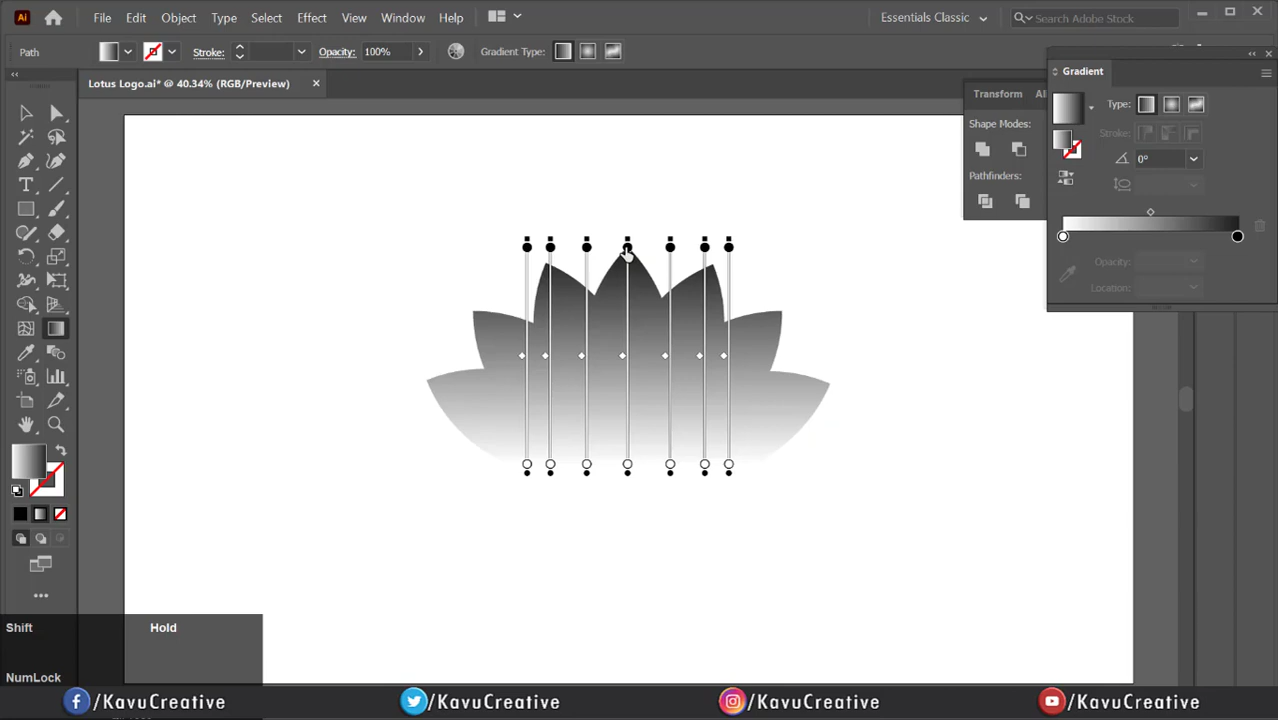 Ai File Edit Object Type Select Effect View Window Help Essentials Classic Search Adobe Stock
Path Stroke: Opacity: 100% Gradient Type:
Lotus Logo.ai* @ 40.34% (RGB/Preview)
Gradient
Type:
Stroke:
0°
Opacity:
Location:
Transform
Shape Modes:
Pathfinders:
Shift Hold
NumLock
/KavuCreative /KavuCreative /KavuCreative /KavuCreative